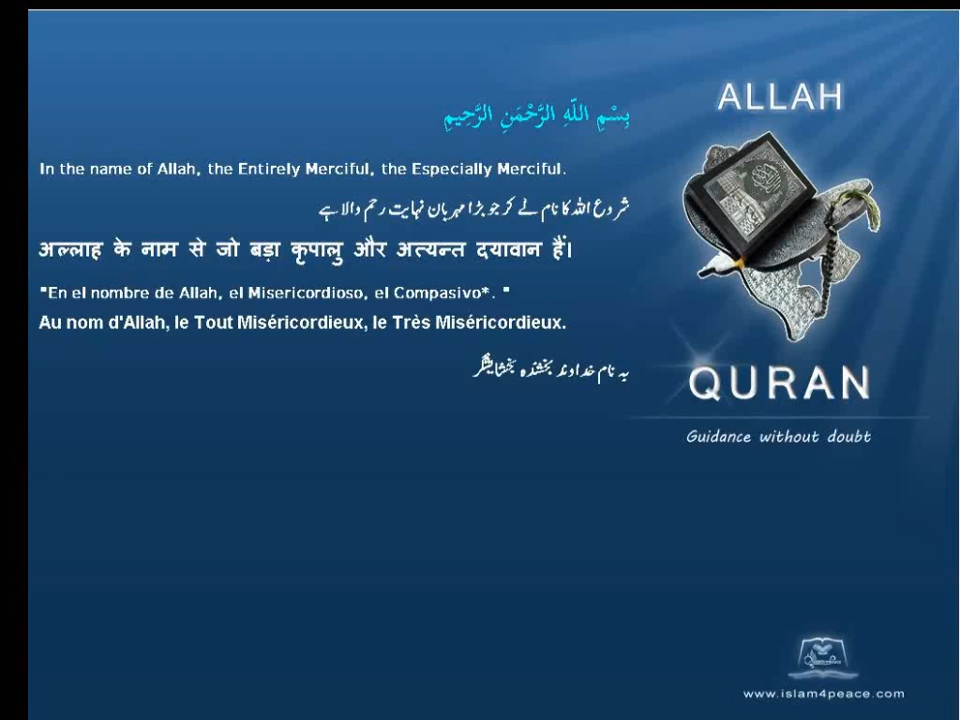 بِسْمِ اللَّهِ الرَّحْمَنِ الرَّحِيمِ
In the name of Allah, the Entirely Merciful, the Especially Merciful.
شروع اللہ کا نام لے کر جو بڑا مہربان نہایت رحم والا ہے
अल्लाह के नाम से जो बड़ा कृपालु और अत्यन्त दयावान हैं।
"En el nombre de Allah, el Misericordioso, el Compasivo*. "
Au nom d'Allah, le Tout Miséricordieux, le Très Miséricordieux.
به نام خداوند بخشنده بخشایشگر
ALLAH
QURAN
Guidance without doubt
www.islam4peace.com